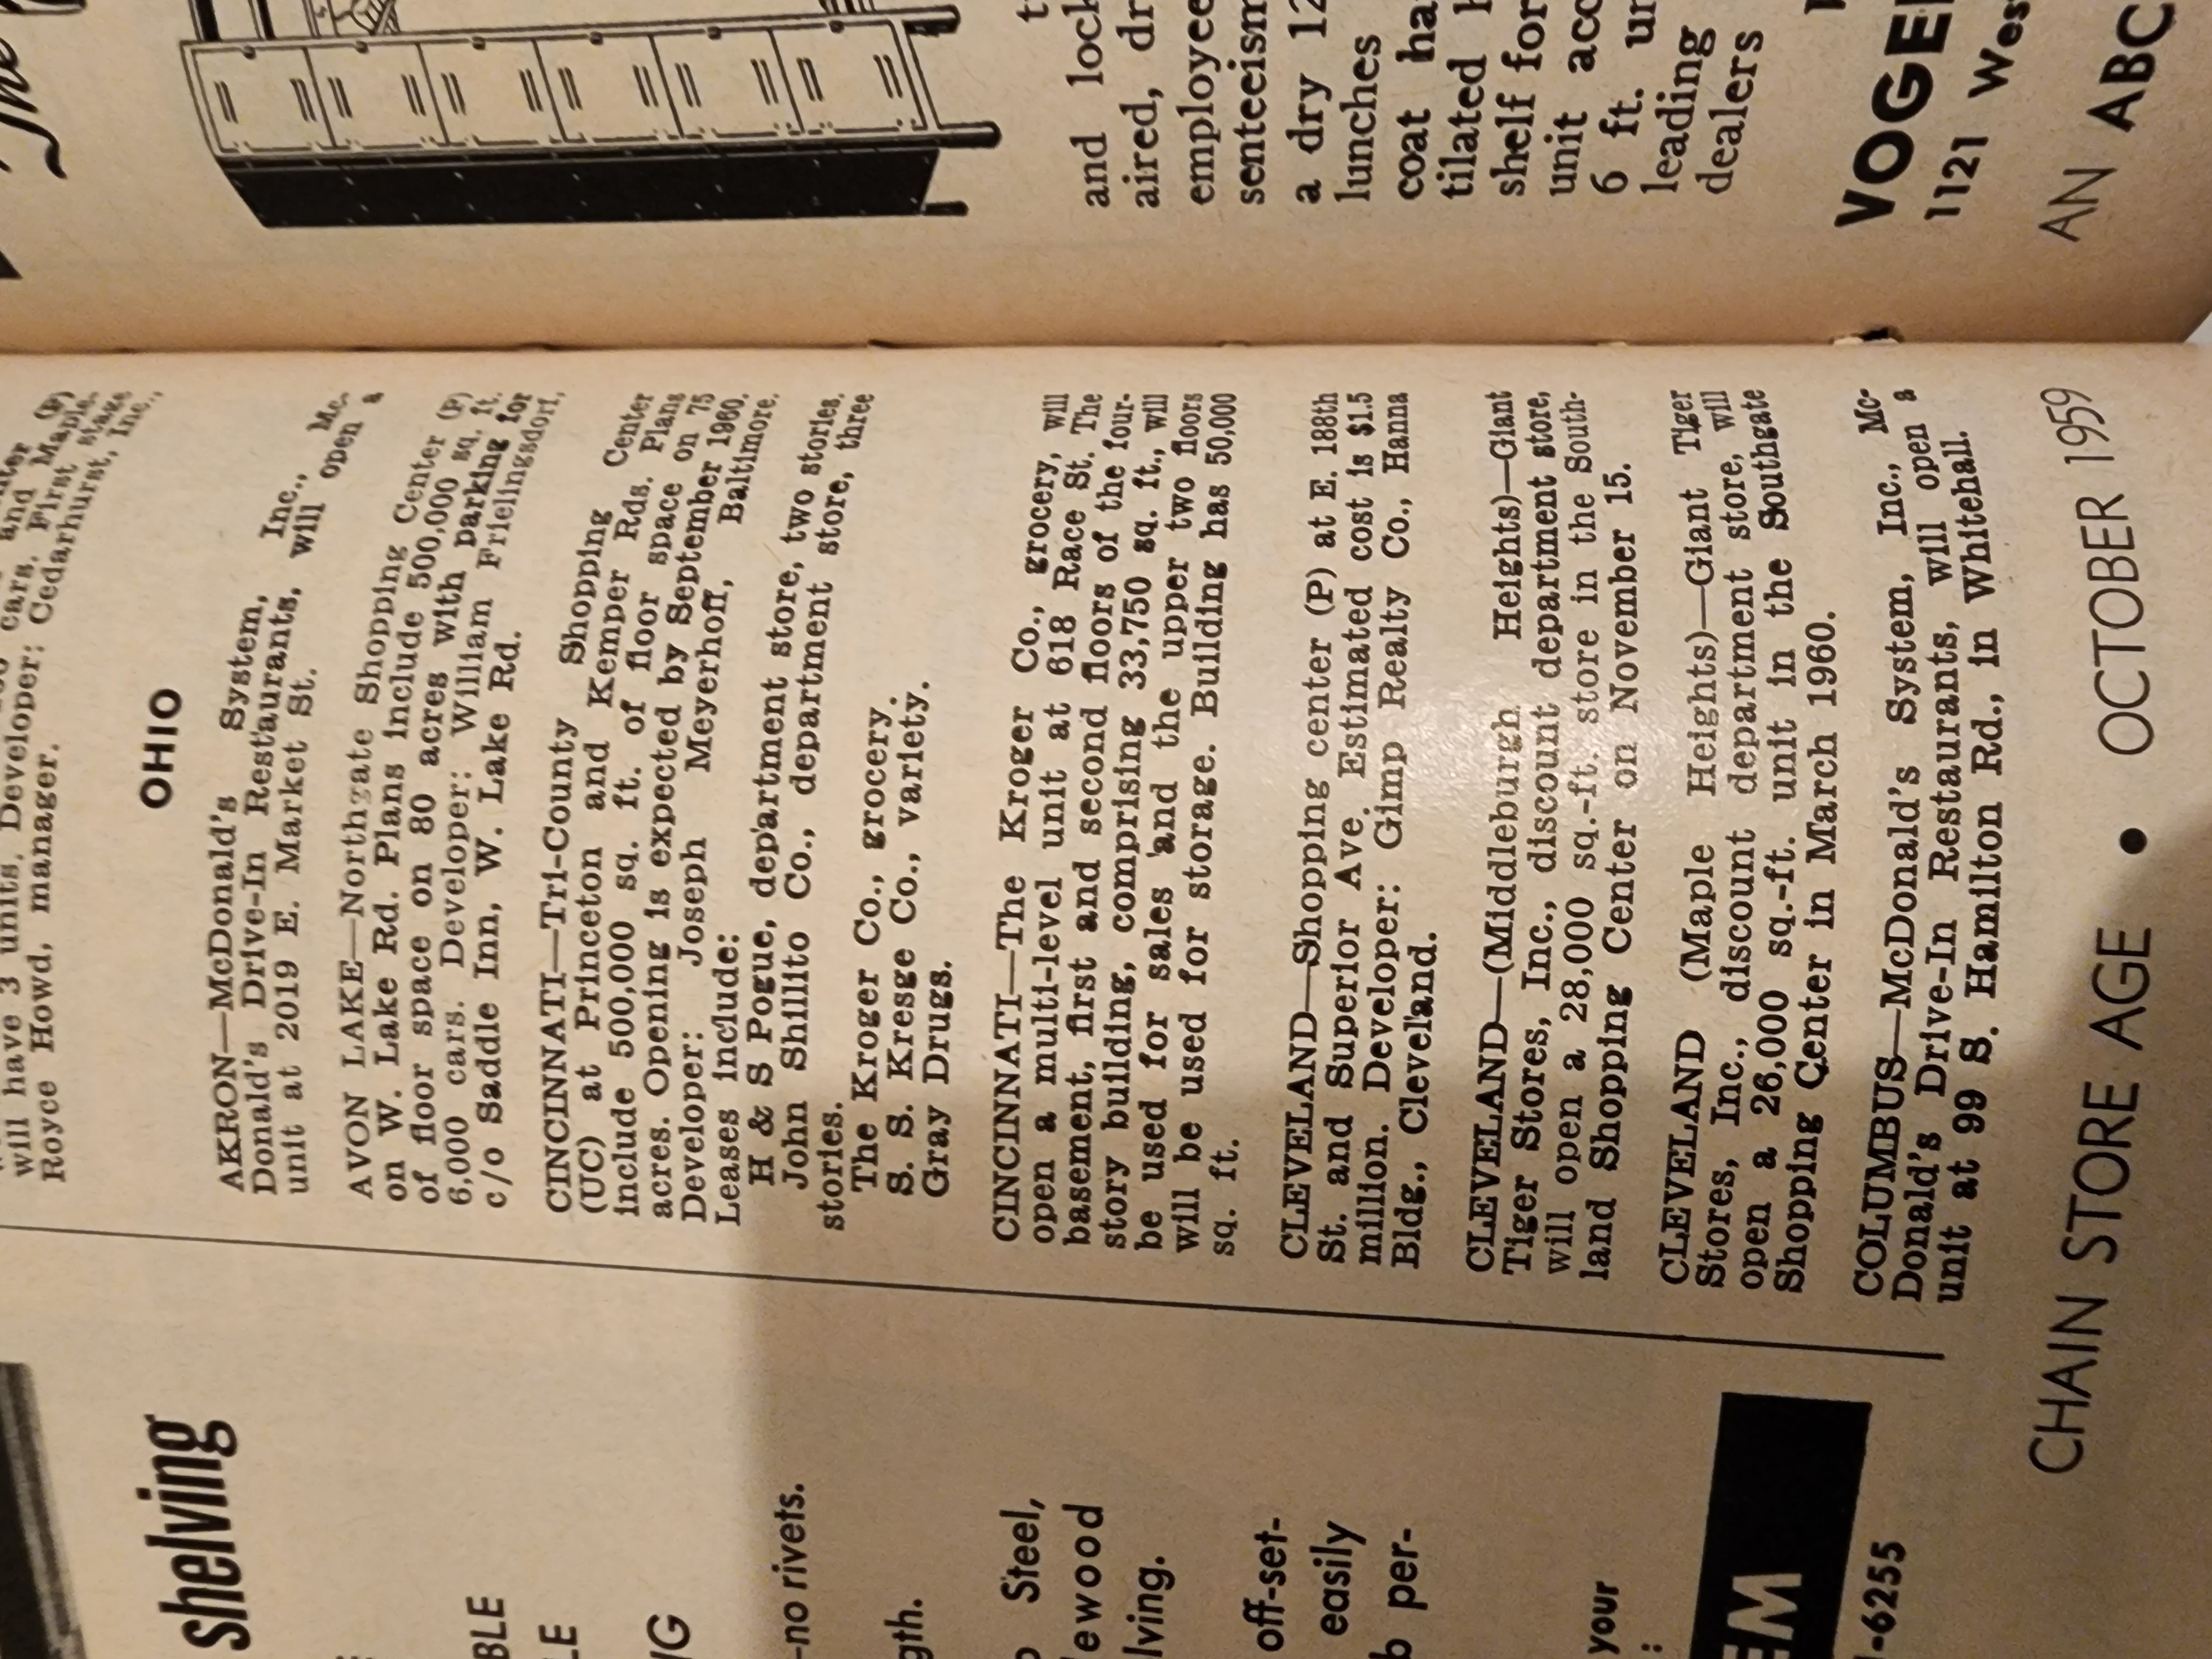 The
and
cars. First Maple
will have 3 units. Developer: Cedarhurst, Inc.,
Royce Howd, manager.
OHIO
AKRON—McDonald's System, Inc., Mc-
Donald's Drive-In Restaurants, will open a
unit at 2019 E. Market St.
AVON LAKE—Northgate Shopping Center (P)
on W. Lake Rd. Plans include 500,000 sq. ft.
of floor space on 80 acres with parking for
6,000 cars. Developer: William Frielingsdorf,
c/o Saddle Inn, W. Lake Rd.
CINCINNATI—Tri-County Shopping Center
(UC) at Princeton and Kemper Rds. Plans
include 500,000 sq. ft. of floor space on 75
acres. Opening is expected by September 1960.
Developer: Joseph Meyerhoff, Baltimore.
Leases include:
H & S Pogue, department store, two stories.
John Shillito Co., department store, three
stories.
The Kroger Co., grocery.
S. S. Kresge Co., variety.
Gray Drugs.
CINCINNATI—The Kroger Co., grocery, will
open a multi-level unit at 618 Race St. The
basement, first and second floors of the four-
story building, comprising 33,750 sq. ft., will
be used for sales and the upper two floors
will be used for storage. Building has 50,000
sq. ft.
CLEVELAND—Shopping center (P) at E. 188th
St. and Superior Ave. Estimated cost is $1.5
million. Developer: Gimp Realty Co., Hanna
Bldg., Cleveland.
CLEVELAND—(Middleburgh Heights)—Giant
Tiger Stores, Inc., discount department store,
will open a 28,000 sq.-ft. store in the South-
land Shopping Center on November 15.
CLEVELAND (Maple Heights)—Giant Tiger
Stores, Inc., discount department store, will
open a 26,000 sq.-ft. unit in the Southgate
Shopping Center in March 1960.
COLUMBUS—McDonald's System, Inc., Mc-
Donald's Drive-In Restaurants, will open a
unit at 99 S. Hamilton Rd., in Whitehall.
CHAIN STORE AGE • OCTOBER 1959
shelving
-no rivets.
Steel,
off-set-
easily
per-
your
-6255
and lock
aired, dr
employee
senteeism
a dry 12
lunches
coat ha
tilated
shelf for
unit acc
6 ft. ur
leading
dealers
VOGE
1121 Wes
AN ABC